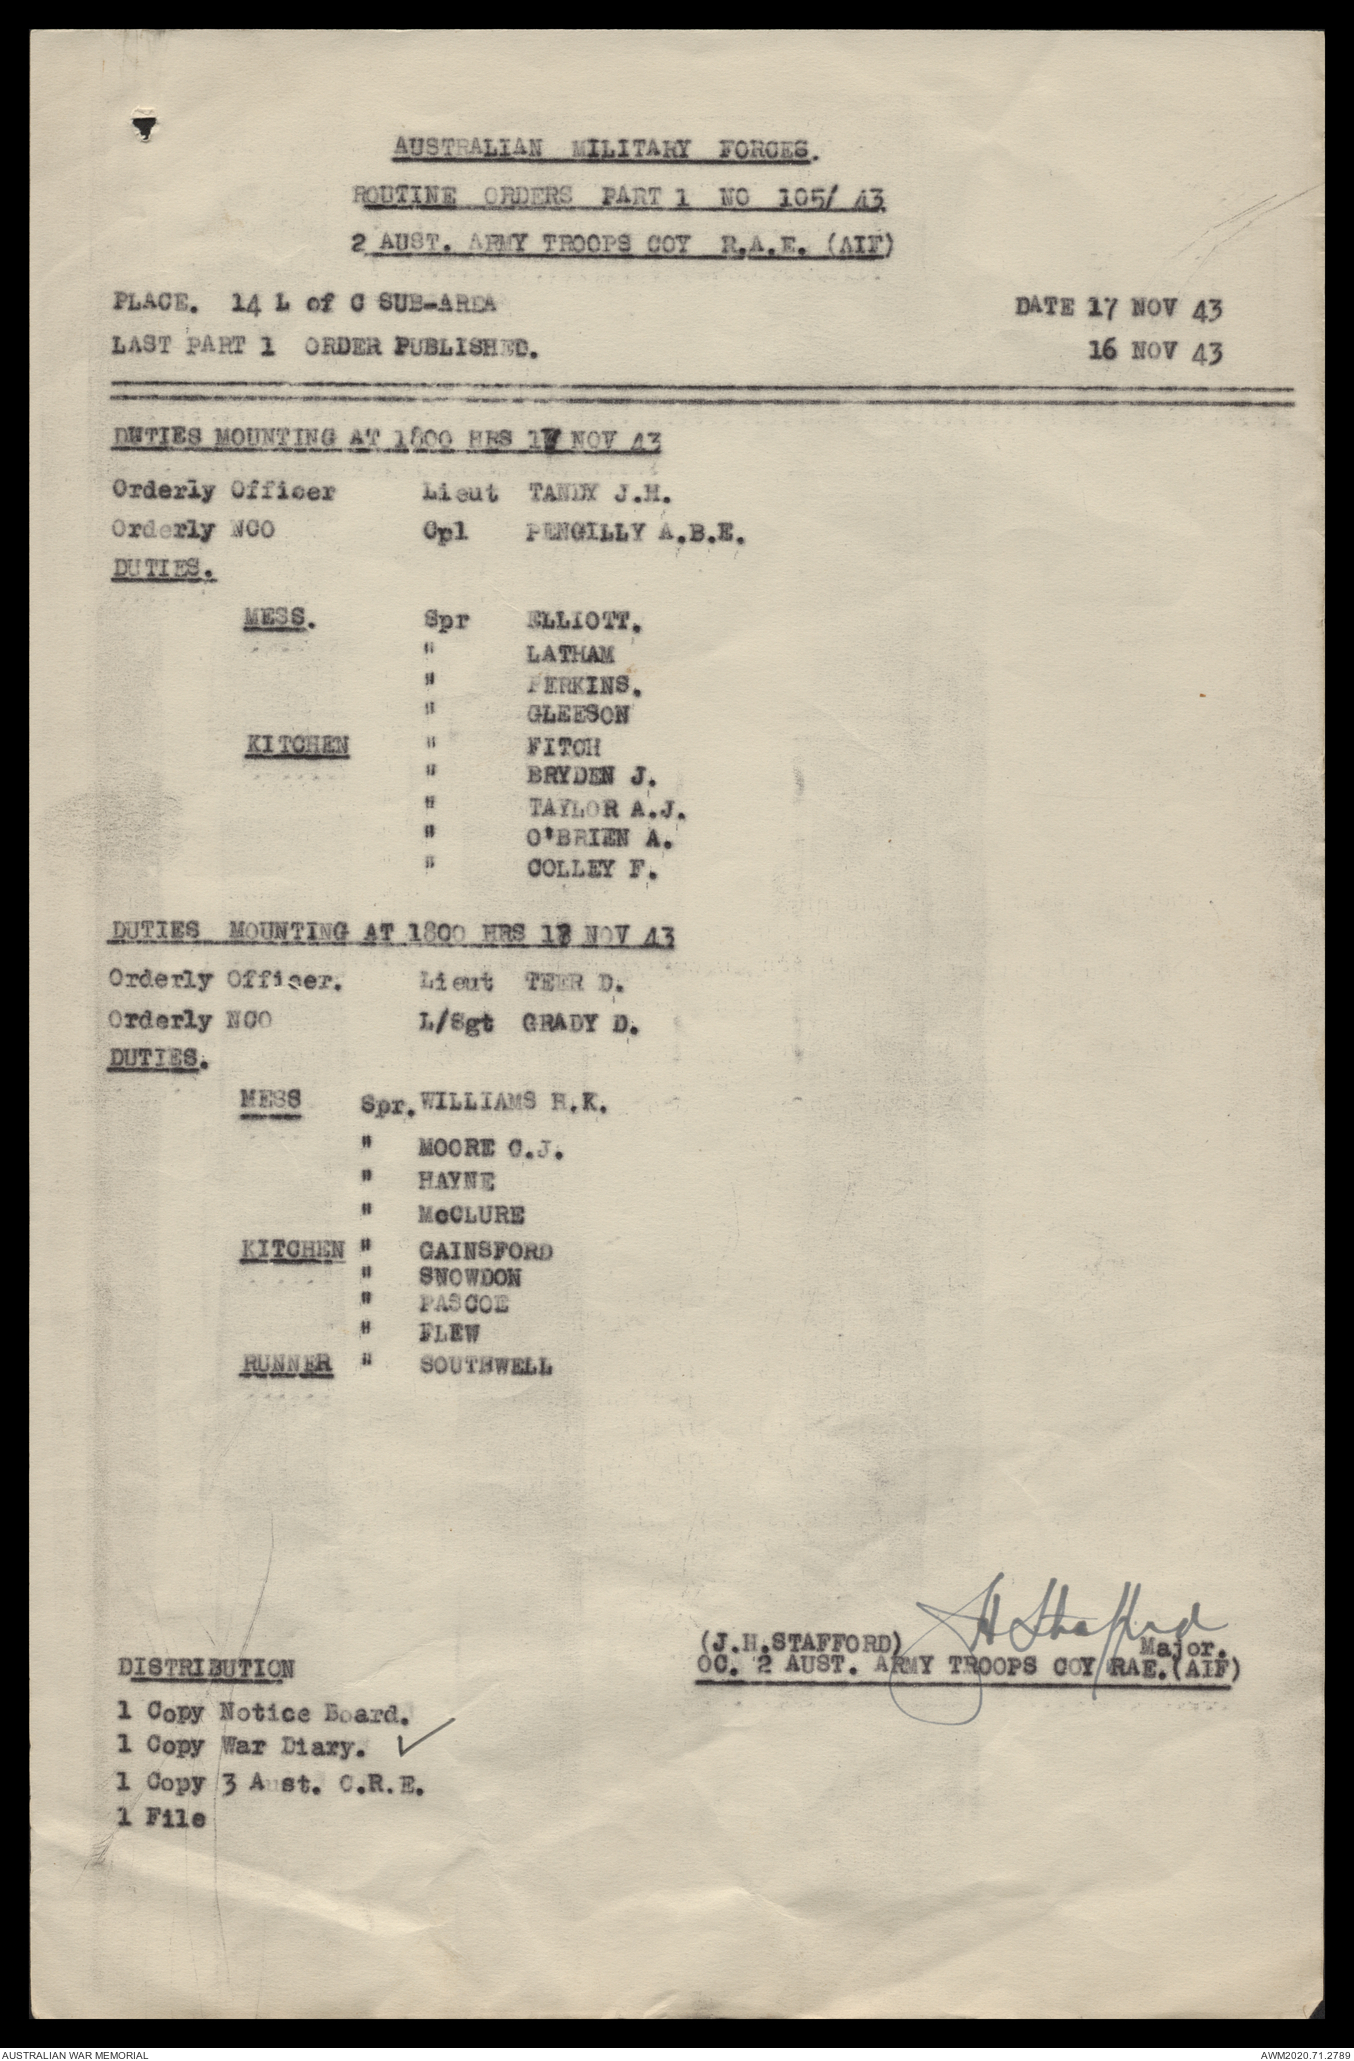 AUSTRALIAN MILITARY FORCES.
ROUTINE ORDERS PART 1 NO 105/ 43
2 AUST. ARMY TROOPS COY R.A.E. (AIF)
PLACE. 14 L of C SUB-AREA DATE 17 NOV 43
LAST PART 1 ORDER PUBLISHED. 16 NOV 43
DUTIES MOUNTING AT 1800 HRS 17 NOV 43
Orderly Officer Lieut TANDY J.H.
Orderly NCO Cpl PENGILLY A.B.E.
DUTIES.
MESS. Spr ELLIOTT.
" LATHAM
" PERKINS.
" GLEESON
KITCHEN " FITCH
" BRYDEN J.
" TAYLOR A.J.
" O'BRIEN A.
" COLLEY F.
DUTIES MOUNTING AT 1800 HRS 18 NOV 43
Orderly Officer. Lieut TEER D.
Orderly NCO L/Sgt GRADY D.
DUTIES.
MESS Spr. WILLIAMS H.K.
" MOORE C.J.
" HAYNE
" McCLURE
KITCHEN " GAINSFORD
" SNOWDON
" PASCOE
" FLEW
RUNNER " SOUTHWELL
JHStafford
(J.H.STAFFORD) Major.
OC. 2 AUST. ARMY TROOPS COY RAE.(AIF)
DISTRIBUTION
1 Copy Notice Board.
1 Copy War Diary. ✓
1 Copy 3 Aust. C.R.E.
1 File
AUSTRALIAN WAR MEMORIAL AWM2020.71.2789